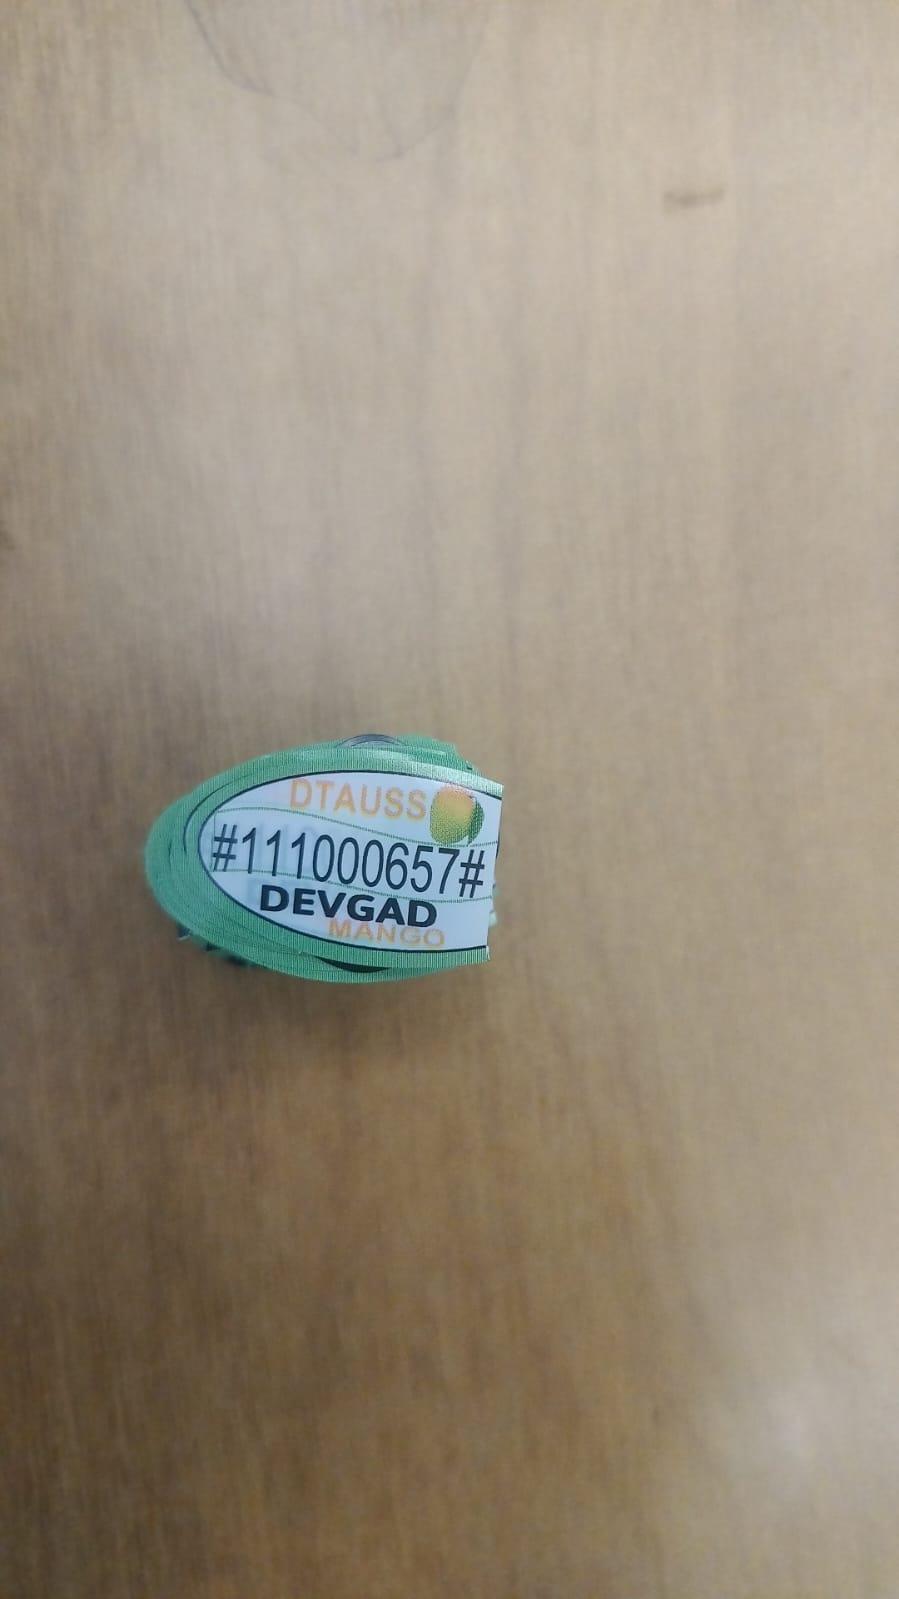 DTAUSS
#111000657#
DEVGAD
MANGO